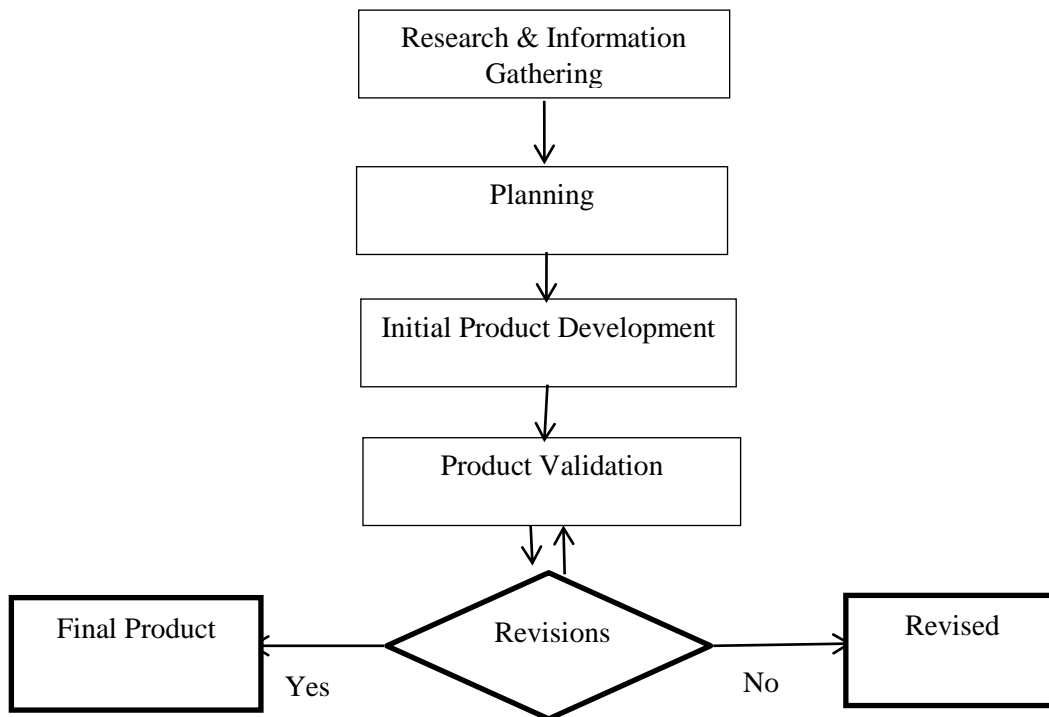 Research & Information
Gathering
Planning
Initial Product Development
Product Validation
Revisions
Final Product
Revised
Yes
No